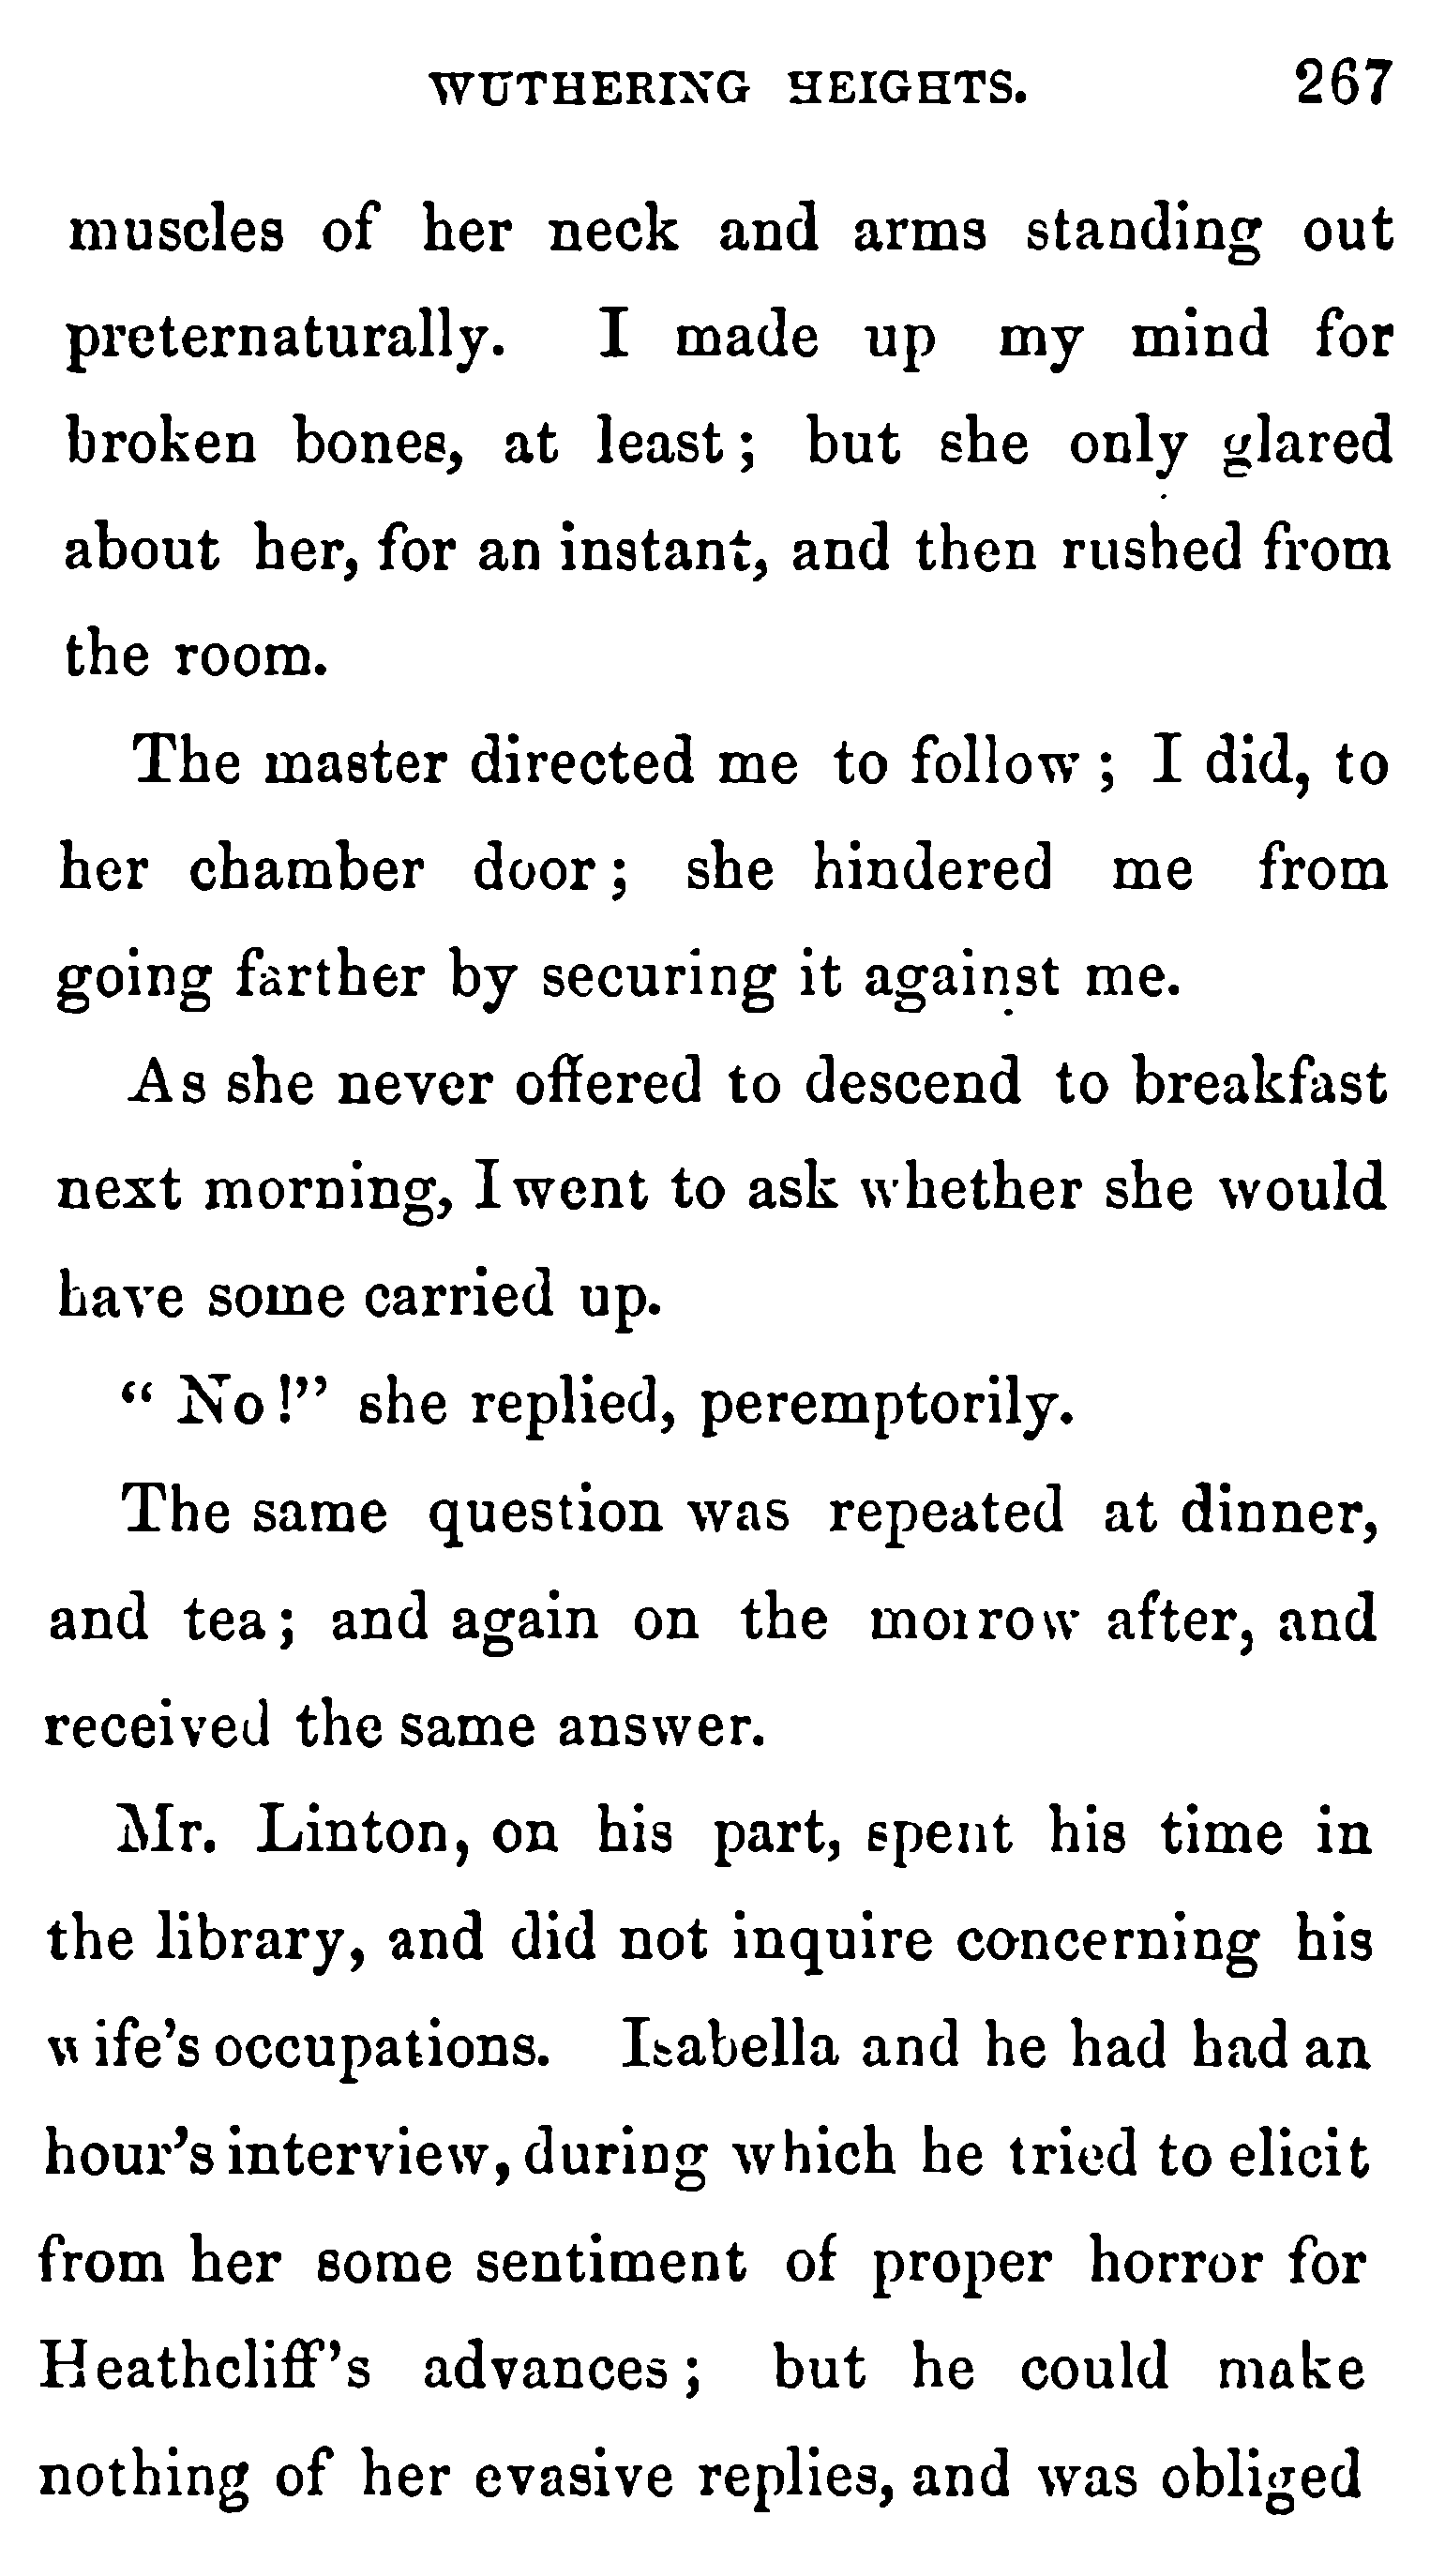 WUTHERING HEIGHTS. 267
muscles of her neck and arms standing out
preternaturally. I made up my mind for
broken bones, at least; but she only glared
about her, for an instant, and then rushed from
the room.
The master directed me to follow; I did, to
her chamber door; she hindered me from
going farther by securing it against me.
As she never offered to descend to breakfast
next morning, I went to ask whether she would
have some carried up.
“No!” she replied, peremptorily.
The same question was repeated at dinner,
and tea; and again on the morrow after, and
received the same answer.
Mr. Linton, on his part, spent his time in
the library, and did not inquire concerning his
wife’s occupations. Isabella and he had had an
hour’s interview, during which he tried to elicit
from her some sentiment of proper horror for
Heathcliff’s advances; but he could make
nothing of her evasive replies, and was obliged